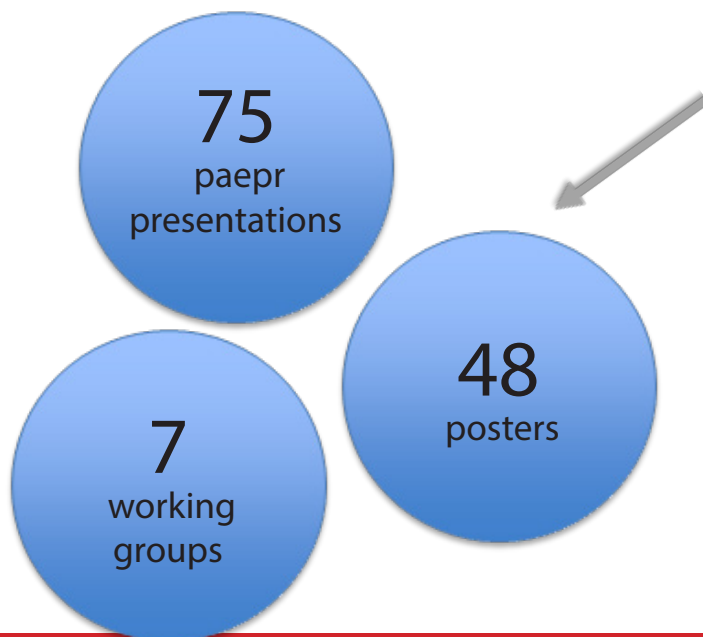 75
paepr
presentations
48
posters
7
working
groups